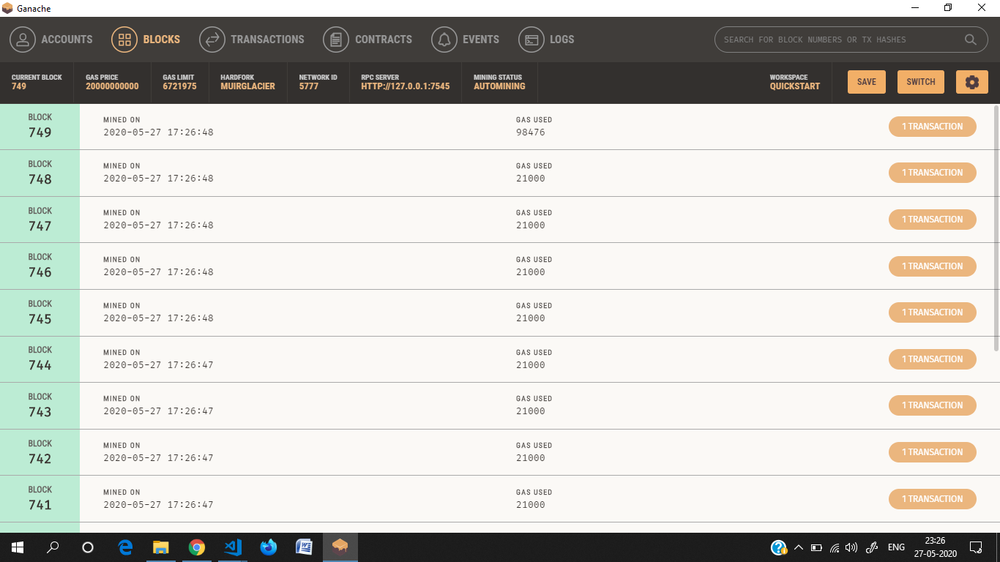 Ganache
ACCOUNTS BLOCKS TRANSACTIONS CONTRACTS EVENTS LOGS SEARCH FOR BLOCK NUMBERS OR TX HASHES
CURRENT BLOCK GAS PRICE GAS LIMIT HARDFORK NETWORK ID RPC SERVER MINING STATUS WORKSPACE
749 20000000000 6721975 MUIRGLACIER 5777 HTTP://127.0.0.1:7545 AUTOMINING QUICKSTART SAVE SWITCH
BLOCK MINED ON GAS USED
749 2020-05-27 17:26:48 98476 1 TRANSACTION
BLOCK MINED ON GAS USED
748 2020-05-27 17:26:48 21000 1 TRANSACTION
BLOCK MINED ON GAS USED
747 2020-05-27 17:26:48 21000 1 TRANSACTION
BLOCK MINED ON GAS USED
746 2020-05-27 17:26:48 21000 1 TRANSACTION
BLOCK MINED ON GAS USED
745 2020-05-27 17:26:48 21000 1 TRANSACTION
BLOCK MINED ON GAS USED
744 2020-05-27 17:26:47 21000 1 TRANSACTION
BLOCK MINED ON GAS USED
743 2020-05-27 17:26:47 21000 1 TRANSACTION
BLOCK MINED ON GAS USED
742 2020-05-27 17:26:47 21000 1 TRANSACTION
BLOCK MINED ON GAS USED
741 2020-05-27 17:26:47 21000 1 TRANSACTION
ENG 23:26
27-05-2020